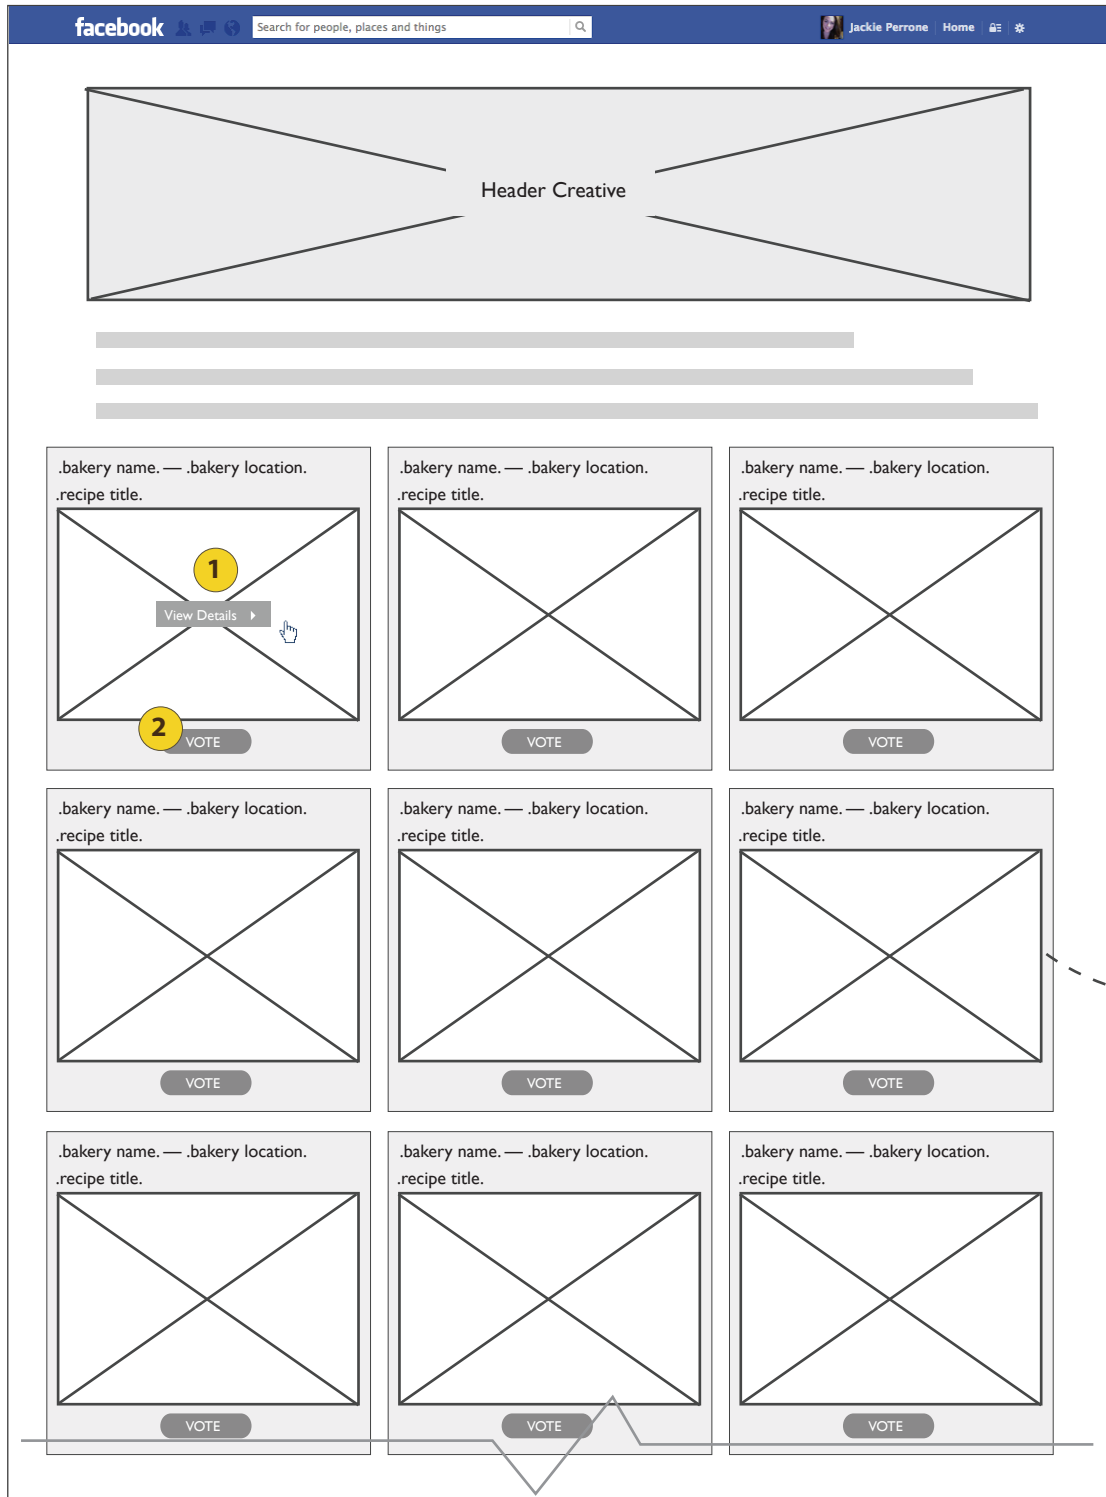 facebook Search for people, places and things Jackie Perrone Home
Header Creative
.bakery name. — .bakery location. .bakery name. — .bakery location. .bakery name. — .bakery location.
.recipe title. .recipe title. .recipe title.
1
View Details
2 VOTE VOTE VOTE
.bakery name. — .bakery location. .bakery name. — .bakery location. .bakery name. — .bakery location.
.recipe title. .recipe title. .recipe title.
VOTE VOTE VOTE
.bakery name. — .bakery location. .bakery name. — .bakery location. .bakery name. — .bakery location.
.recipe title. .recipe title. .recipe title.
VOTE VOTE VOTE